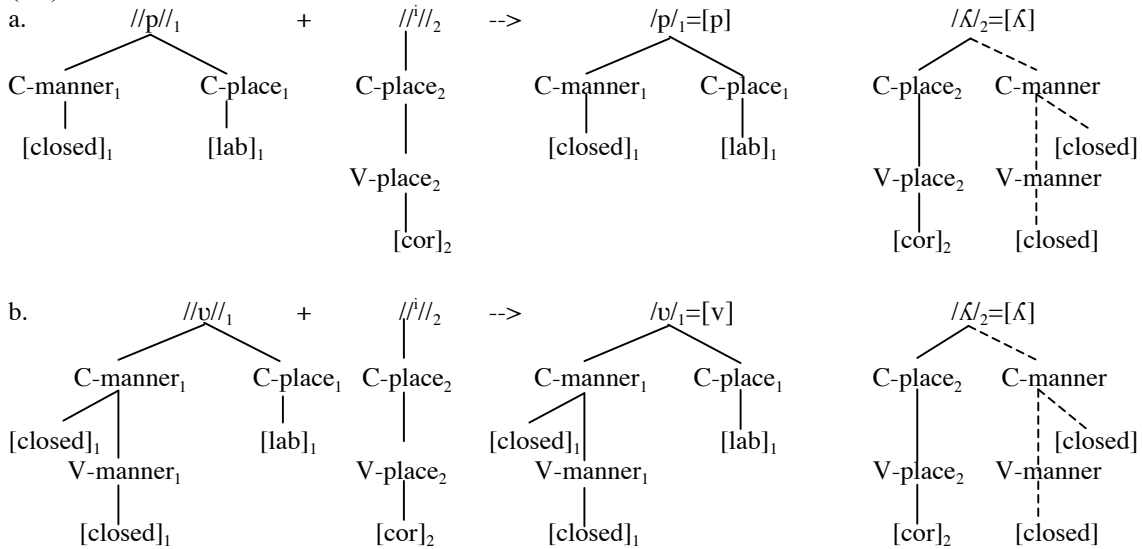 a. //p//₁ + //ⁱ//₂ --> /p/₁=[p] /ʎ/₂=[ʎ]
C-manner₁ C-place₁ C-place₂ C-manner₁ C-place₁ C-place₂ C-manner
[closed]₁ [lab]₁ [closed]₁ [lab]₁ [closed]
V-place₂ V-place₂ V-manner
[cor]₂ [cor]₂ [closed]
b. //ʋ//₁ + //ⁱ//₂ --> /ʋ/₁=[v] /ʎ/₂=[ʎ]
C-manner₁ C-place₁ C-place₂ C-manner₁ C-place₁ C-place₂ C-manner
[closed]₁ [lab]₁ [closed]₁ [lab]₁ [closed]
V-manner₁ V-place₂ V-manner₁ V-place₂ V-manner
[closed]₁ [cor]₂ [closed]₁ [cor]₂ [closed]